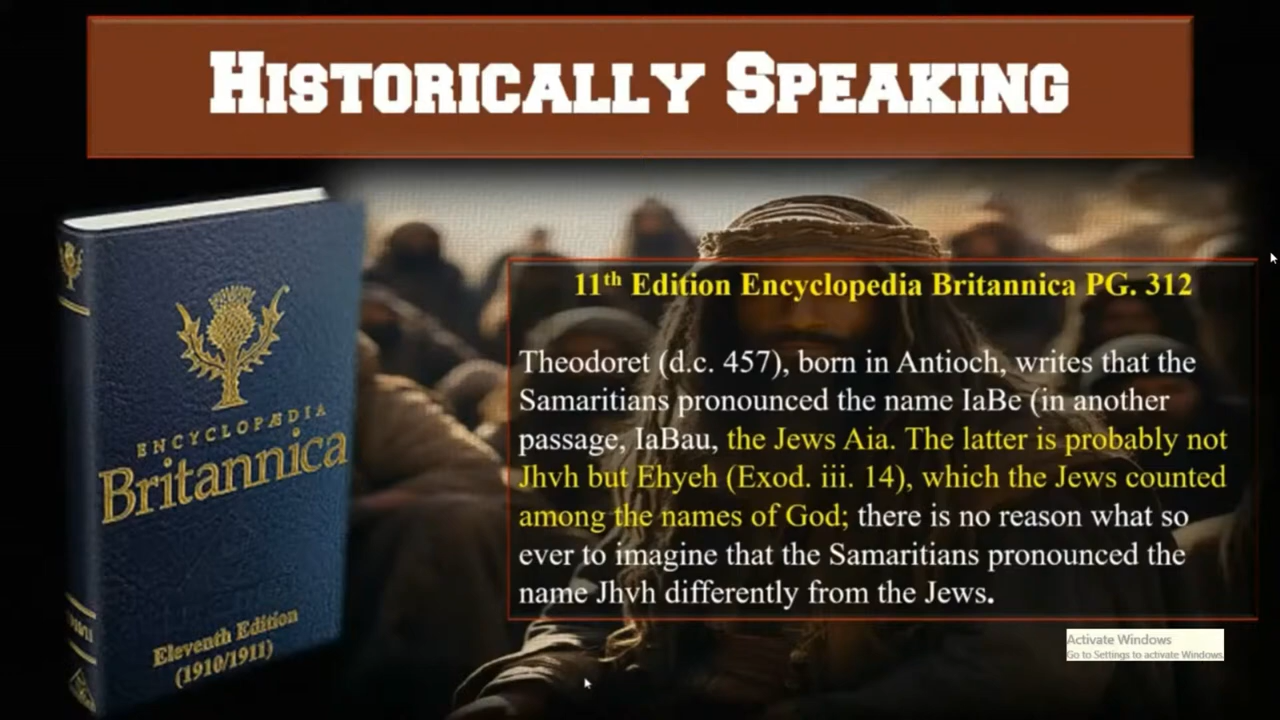 HISTORICALLY SPEAKING
ENCYCLOPÆDIA
Britannica
Eleventh Edition
(1910/1911)
11th Edition Encyclopedia Britannica PG. 312
Theodoret (d.c. 457), born in Antioch, writes that the
Samaritians pronounced the name IaBe (in another
passage, IaBau, the Jews Aia. The latter is probably not
Jhvh but Ehyeh (Exod. iii. 14), which the Jews counted
among the names of God; there is no reason what so
ever to imagine that the Samaritians pronounced the
name Jhvh differently from the Jews.
Activate Windows
Go to Settings to activate Windows.